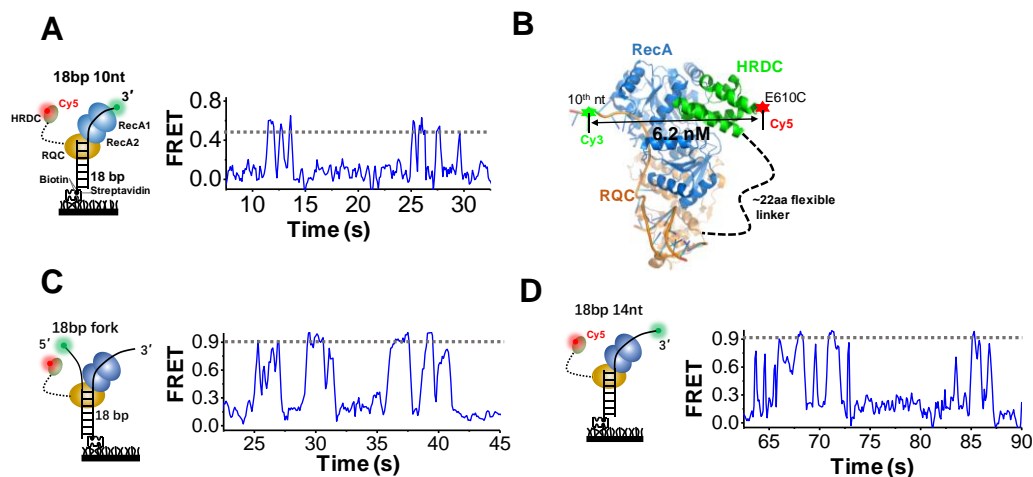 A
18bp 10nt
Cy5
3′
HRDC
RecA1
RecA2
RQC
18 bp
Biotin
Streptavidin
FRET
0.8
0.4
0.0
10
15
20
25
30
Time (s)
B
RecA
HRDC
10th nt
E610C
6.2 nM
Cy3
Cy5
RQC
~22aa flexible
linker
C
18bp fork
5′
3′
18 bp
FRET
0.9
0.6
0.3
0.0
25
30
35
40
45
Time (s)
D
18bp 14nt
Cy5
3′
FRET
0.9
0.6
0.3
0.0
65
70
75
80
85
90
Time (s)